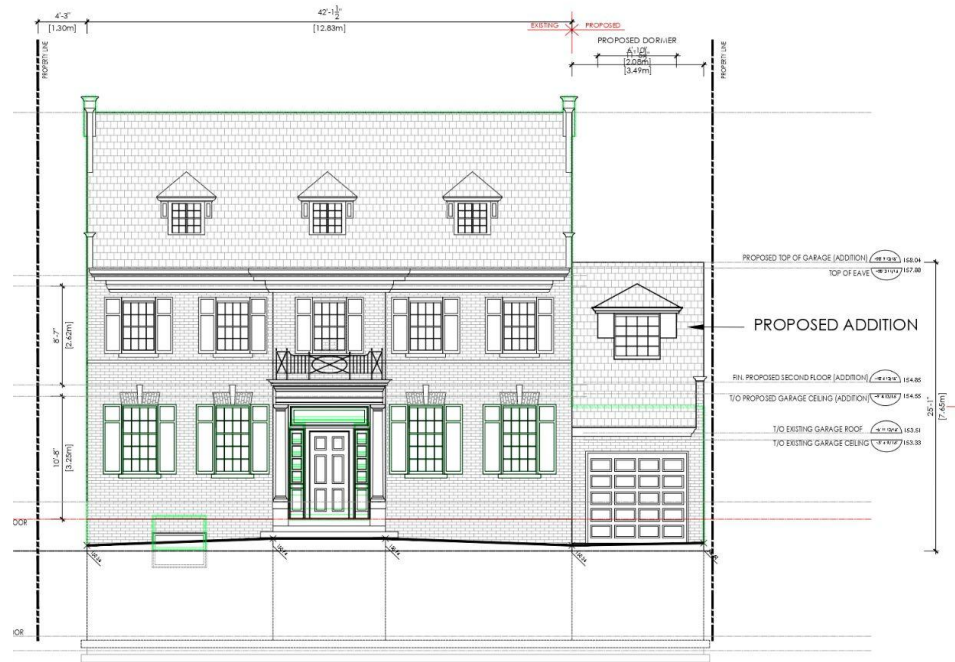 4'-3"
[1.30m]
42'-1½"
[12.83m]
EXISTING
PROPOSED
PROPOSED DORMER
[2.08m]
[3.49m]
PROPERTY LINE
PROPERTY LINE
PROPOSED TOP OF GARAGE (ADDITION)
158.04
TOP OF EAVE
157.88
PROPOSED ADDITION
8'-7"
[2.62m]
FIN. PROPOSED SECOND FLOOR (ADDITION)
154.85
T/O PROPOSED GARAGE CEILING (ADDITION)
154.55
T/O EXISTING GARAGE ROOF
153.51
T/O EXISTING GARAGE CEILING
153.33
25'-1"
[7.65m]
10'-8"
[3.25m]
OOR
OOR